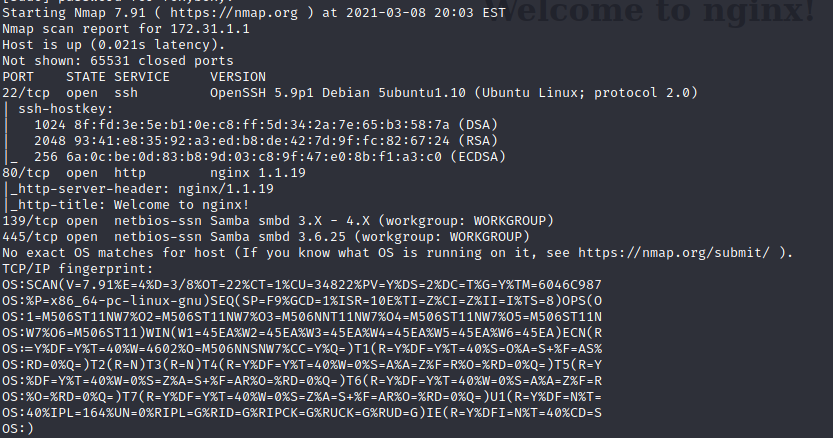 Welcome to nginx!
Starting Nmap 7.91 ( https://nmap.org ) at 2021-03-08 20:03 EST
Nmap scan report for 172.31.1.1
Host is up (0.021s latency).
Not shown: 65531 closed ports
PORT    STATE SERVICE     VERSION
22/tcp  open  ssh         OpenSSH 5.9p1 Debian 5ubuntu1.10 (Ubuntu Linux; protocol 2.0)
| ssh-hostkey:
|   1024 8f:fd:3e:5e:b1:0e:c8:ff:5d:34:2a:7e:65:b3:58:7a (DSA)
|   2048 93:41:e8:35:92:a3:ed:b8:de:42:7d:9f:fc:82:67:24 (RSA)
|_  256 6a:0c:be:0d:83:b8:9d:03:c8:9f:47:e0:8b:f1:a3:c0 (ECDSA)
80/tcp  open  http        nginx 1.1.19
|_http-server-header: nginx/1.1.19
|_http-title: Welcome to nginx!
139/tcp open  netbios-ssn Samba smbd 3.X - 4.X (workgroup: WORKGROUP)
445/tcp open  netbios-ssn Samba smbd 3.6.25 (workgroup: WORKGROUP)
No exact OS matches for host (If you know what OS is running on it, see https://nmap.org/submit/ ).
TCP/IP fingerprint:
OS:SCAN(V=7.91%E=4%D=3/8%OT=22%CT=1%CU=34822%PV=Y%DS=2%DC=T%G=Y%TM=6046C987
OS:%P=x86_64-pc-linux-gnu)SEQ(SP=F9%GCD=1%ISR=10E%TI=Z%CI=Z%II=I%TS=8)OPS(O
OS:1=M506ST11NW7%O2=M506ST11NW7%O3=M506NNT11NW7%O4=M506ST11NW7%O5=M506ST11N
OS:W7%O6=M506ST11)WIN(W1=45EA%W2=45EA%W3=45EA%W4=45EA%W5=45EA%W6=45EA)ECN(R
OS:=Y%DF=Y%T=40%W=4602%O=M506NNSNW7%CC=Y%Q=)T1(R=Y%DF=Y%T=40%S=O%A=S+%F=AS%
OS:RD=0%Q=)T2(R=N)T3(R=N)T4(R=Y%DF=Y%T=40%W=0%S=A%A=Z%F=R%O=%RD=0%Q=)T5(R=Y
OS:%DF=Y%T=40%W=0%S=Z%A=S+%F=AR%O=%RD=0%Q=)T6(R=Y%DF=Y%T=40%W=0%S=A%A=Z%F=R
OS:%O=%RD=0%Q=)T7(R=Y%DF=Y%T=40%W=0%S=Z%A=S+%F=AR%O=%RD=0%Q=)U1(R=Y%DF=N%T=
OS:40%IPL=164%UN=0%RIPL=G%RID=G%RIPCK=G%RUCK=G%RUD=G)IE(R=Y%DFI=N%T=40%CD=S
OS:)